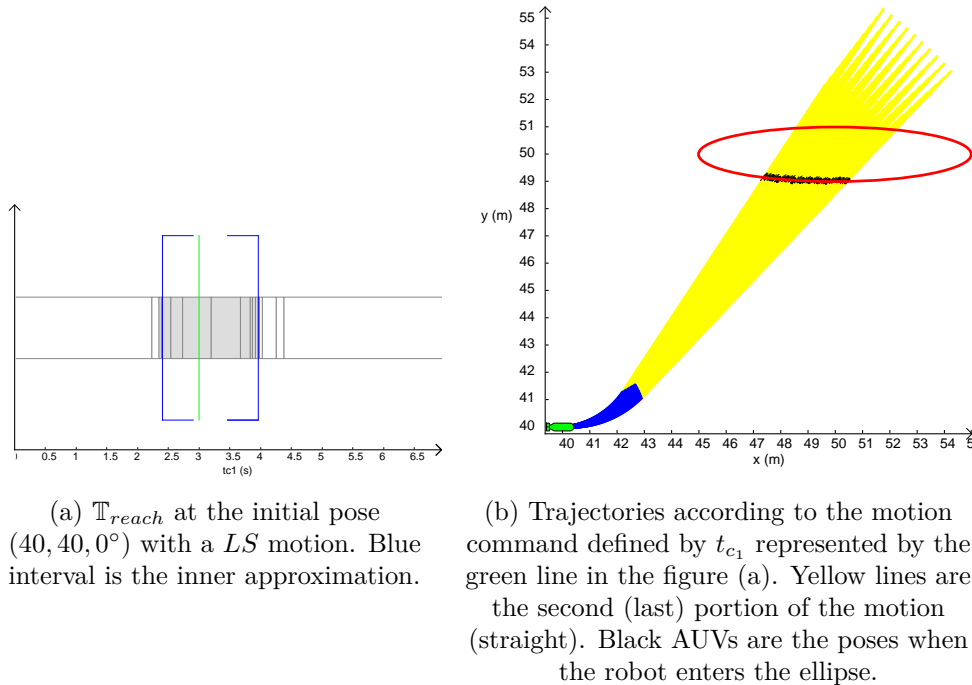 0.5 1 1.5 2 2.5 3 3.5 4 4.5 5 5.5 6 6.5
tc1 (s)
55
54
53
52
51
50
49
48
47
46
45
44
43
42
41
40
y (m)
40 41 42 43 44 45 46 47 48 49 50 51 52 53 54 5
x (m)
(a) 𝕋reach at the initial pose
(40, 40, 0°) with a LS motion. Blue
interval is the inner approximation.
(b) Trajectories according to the motion
command defined by tc1 represented by the
green line in the figure (a). Yellow lines are
the second (last) portion of the motion
(straight). Black AUVs are the poses when
the robot enters the ellipse.